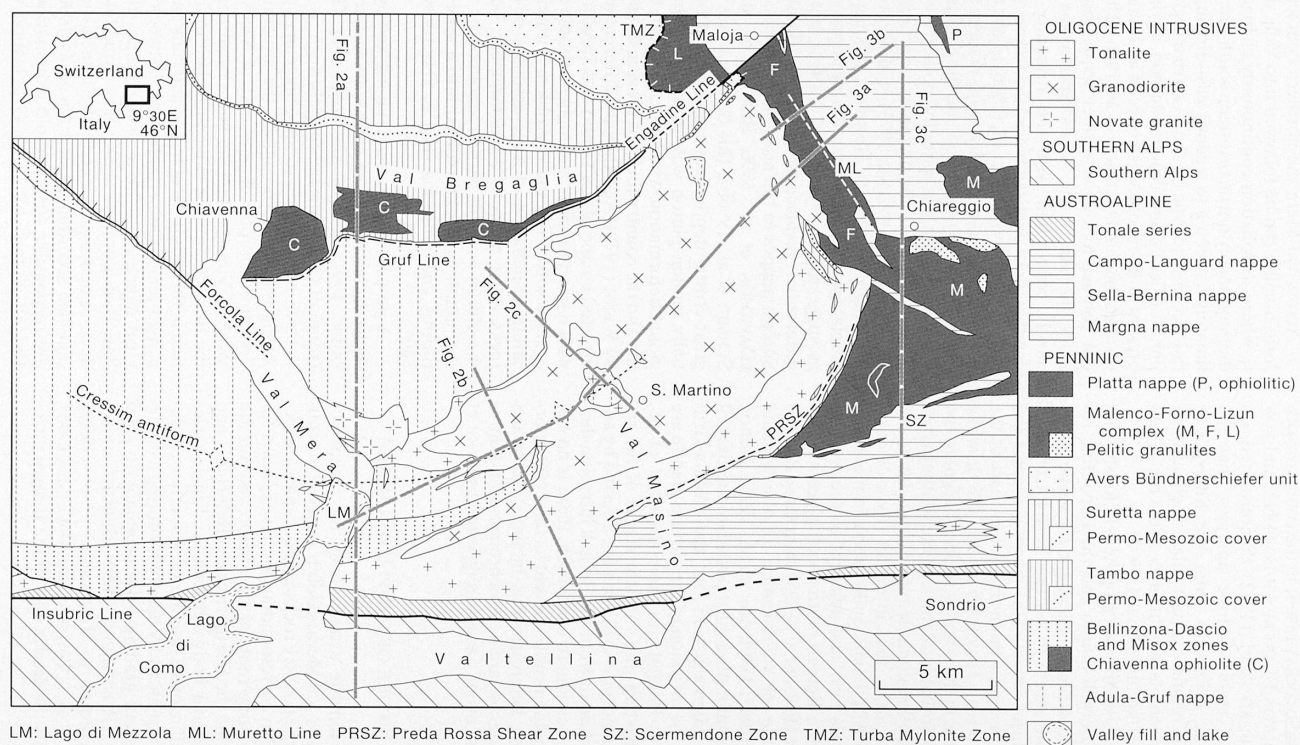 Switzerland
Italy
9°30E
46°N
Fig. 2a
TMZ
L
Maloja
F
P
Fig. 3b
Fig. 3a
Fig. 3c
Engadine Line
Val Bregaglia
Chiavenna
C
C
C
Gruf Line
ML
M
Chiareggio
F
M
Forcola Line
Fig. 2c
Fig. 2b
Val Mera
Cressim antiform
S. Martino
Val Masino
PRSZ
M
SZ
LM
Insubric Line
Lago
di
Como
Valtellina
Sondrio
5 km
OLIGOCENE INTRUSIVES
Tonalite
Granodiorite
Novate granite
SOUTHERN ALPS
Southern Alps
AUSTROALPINE
Tonale series
Campo-Languard nappe
Sella-Bernina nappe
Margna nappe
PENNINIC
Platta nappe (P, ophiolitic)
Malenco-Forno-Lizun
complex (M, F, L)
Pelitic granulites
Avers Bündnerschiefer unit
Suretta nappe
Permo-Mesozoic cover
Tambo nappe
Permo-Mesozoic cover
Bellinzona-Dascio
and Misox zones
Chiavenna ophiolite (C)
Adula-Gruf nappe
Valley fill and lake
LM: Lago di Mezzola ML: Muretto Line PRSZ: Preda Rossa Shear Zone SZ: Scermendone Zone TMZ: Turba Mylonite Zone